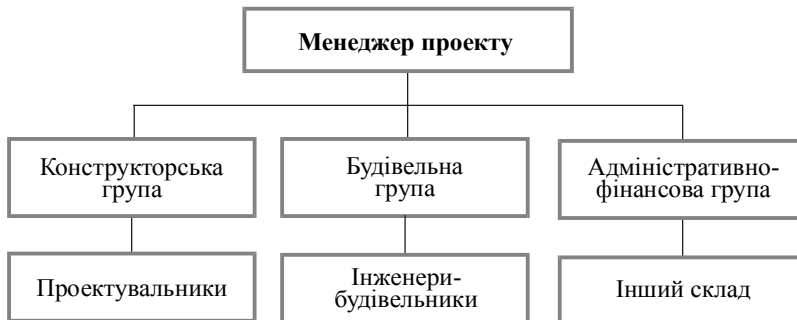 Менеджер проекту
Конструкторська
група
Будівельна
група
Адміністративно-
фінансова група
Проектувальники
Інженери-
будівельники
Інший склад